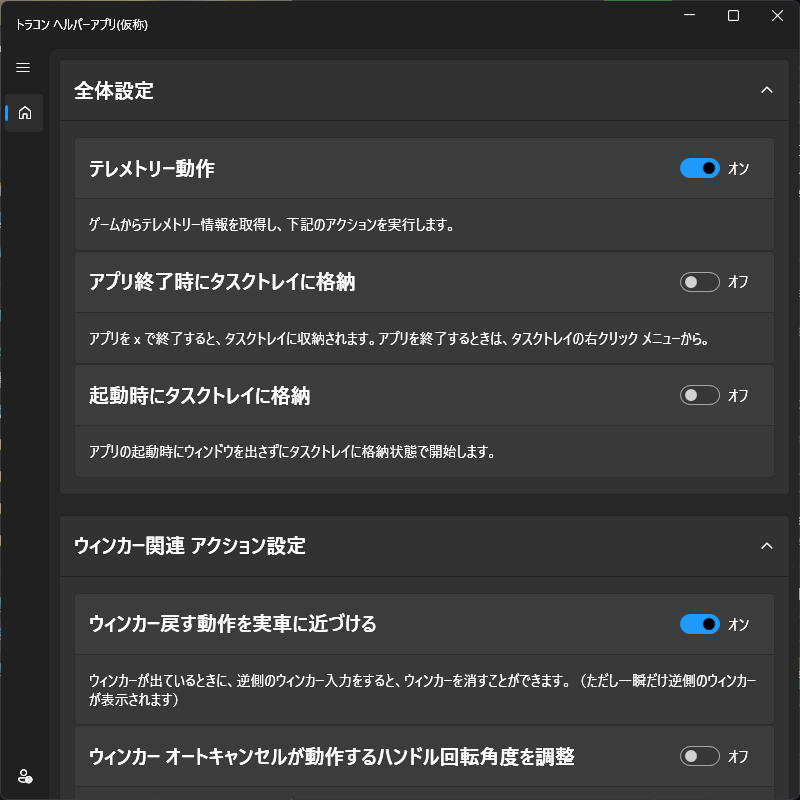 トラコン ヘルパーアプリ(仮称)
全体設定
テレメトリー動作
オン
ゲームからテレメトリー情報を取得し、下記のアクションを実行します。
アプリ終了時にタスクトレイに格納
オフ
アプリを x で終了すると、タスクトレイに収納されます。アプリを終了するときは、タスクトレイの右クリック メニューから。
起動時にタスクトレイに格納
オフ
アプリの起動時にウィンドウを出さずにタスクトレイに格納状態で開始します。
ウィンカー関連 アクション設定
ウィンカー戻す動作を実車に近づける
オン
ウィンカーが出ているときに、逆側のウィンカー入力をすると、ウィンカーを消すことができます。（ただし一瞬だけ逆側のウィンカー
が表示されます）
ウィンカー オートキャンセルが動作するハンドル回転角度を調整
オフ